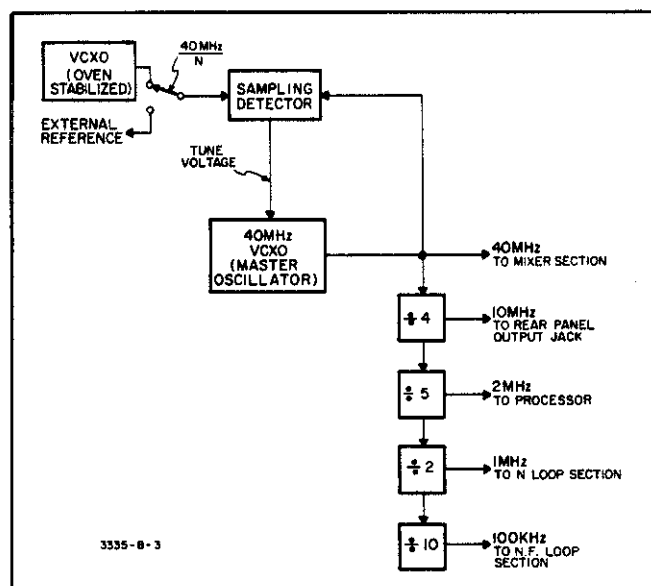 VCXO
(OVEN
STABILIZED)
40MHz
N
EXTERNAL
REFERENCE
SAMPLING
DETECTOR
TUNE
VOLTAGE
40MHz
VCXO
(MASTER
OSCILLATOR)
40MHz
TO MIXER SECTION
÷ 4
10MHz
TO REAR PANEL
OUTPUT JACK
÷ 5
2MHz
TO PROCESSOR
÷ 2
1MHz
TO N LOOP SECTION
÷ 10
100KHz
TO N.F. LOOP
SECTION
3335-B-3